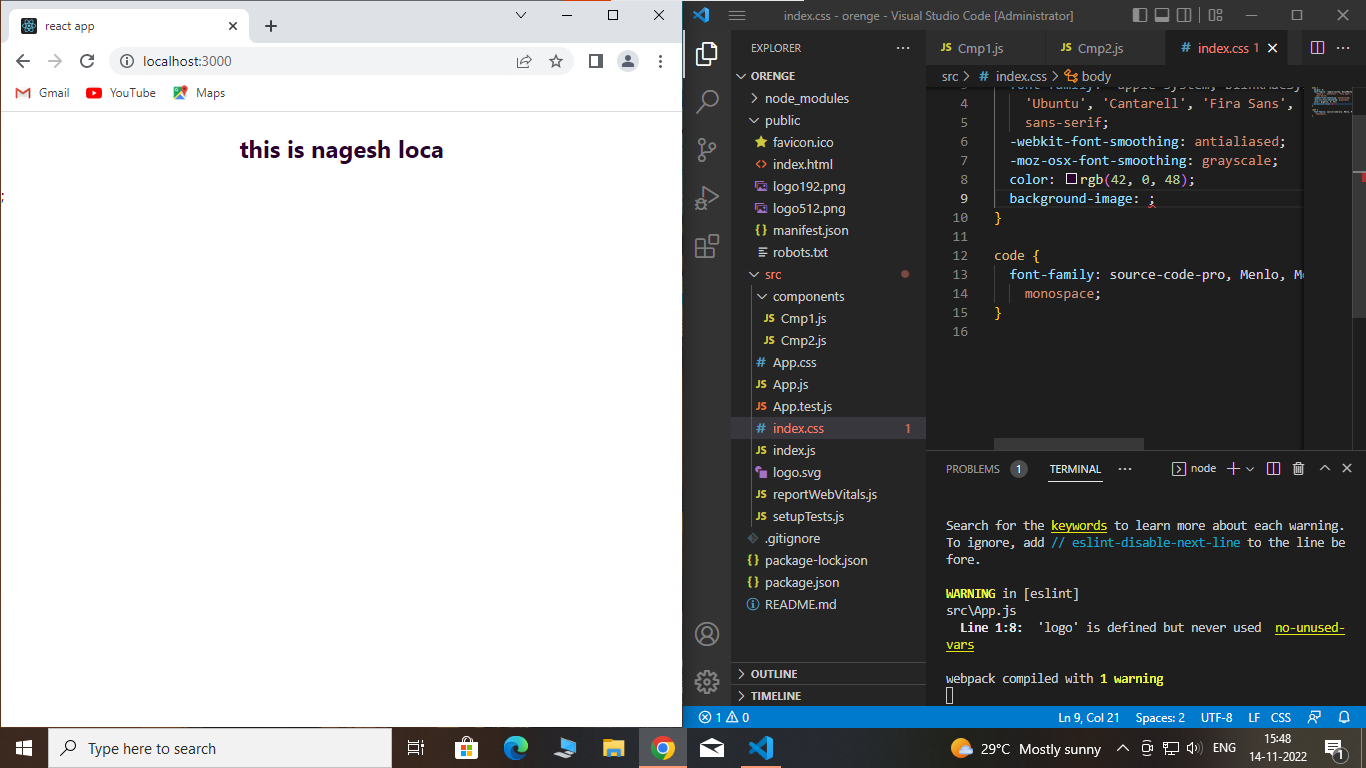 react app
localhost:3000
Gmail
YouTube
Maps
this is nagesh loca
;
index.css - orenge - Visual Studio Code [Administrator]
EXPLORER
ORENGE
node_modules
public
favicon.ico
index.html
logo192.png
logo512.png
manifest.json
robots.txt
src
components
JS Cmp1.js
JS Cmp2.js
# App.css
JS App.js
JS App.test.js
# index.css 1
JS index.js
logo.svg
JS reportWebVitals.js
JS setupTests.js
.gitignore
{} package-lock.json
{} package.json
README.md
OUTLINE
TIMELINE
JS Cmp1.js
JS Cmp2.js
# index.css 1
src > # index.css > body
4 'Ubuntu', 'Cantarell', 'Fira Sans',
5 sans-serif;
6 -webkit-font-smoothing: antialiased;
7 -moz-osx-font-smoothing: grayscale;
8 color: rgb(42, 0, 48);
9 background-image: ;
10 }
11
12 code {
13 font-family: source-code-pro, Menlo,
14 monospace;
15 }
16
PROBLEMS 1 TERMINAL
node
Search for the keywords to learn more about each warning.
To ignore, add // eslint-disable-next-line to the line be
fore.
WARNING in [eslint]
src\App.js
Line 1:8: 'logo' is defined but never used no-unused-
vars
webpack compiled with 1 warning
1 0
Ln 9, Col 21
Spaces: 2
UTF-8
LF
CSS
Type here to search
29°C Mostly sunny
ENG
15:48
14-11-2022
1